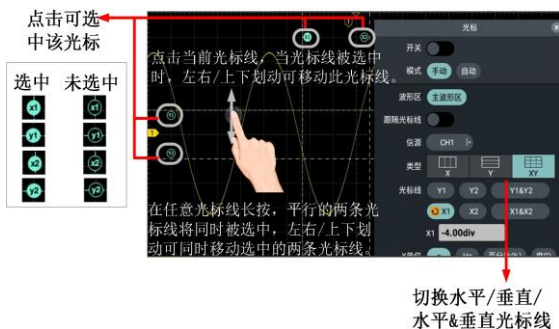 点击可选
中该光标
选中 未选中
x1 x1
y1 y1
x2 x2
y2 y2
X1
X2
点击当前光标线，当光标线被选中
时，左右/上下划动可移动此光标线。
Y1
1
Y2
在任意光标线长按，平行的两条光
标线将同时被选中，左右/上下划
动可同时移动选中的两条光标线。
光标
开关
模式 手动 自动
波形区 主波形区
跟随光标线
信源 CH1
类型 X Y XY
光标线 Y1 Y2 Y1&Y2
X1 X2 X1&X2
X1 -4.00div
切换水平/垂直/
水平&垂直光标线